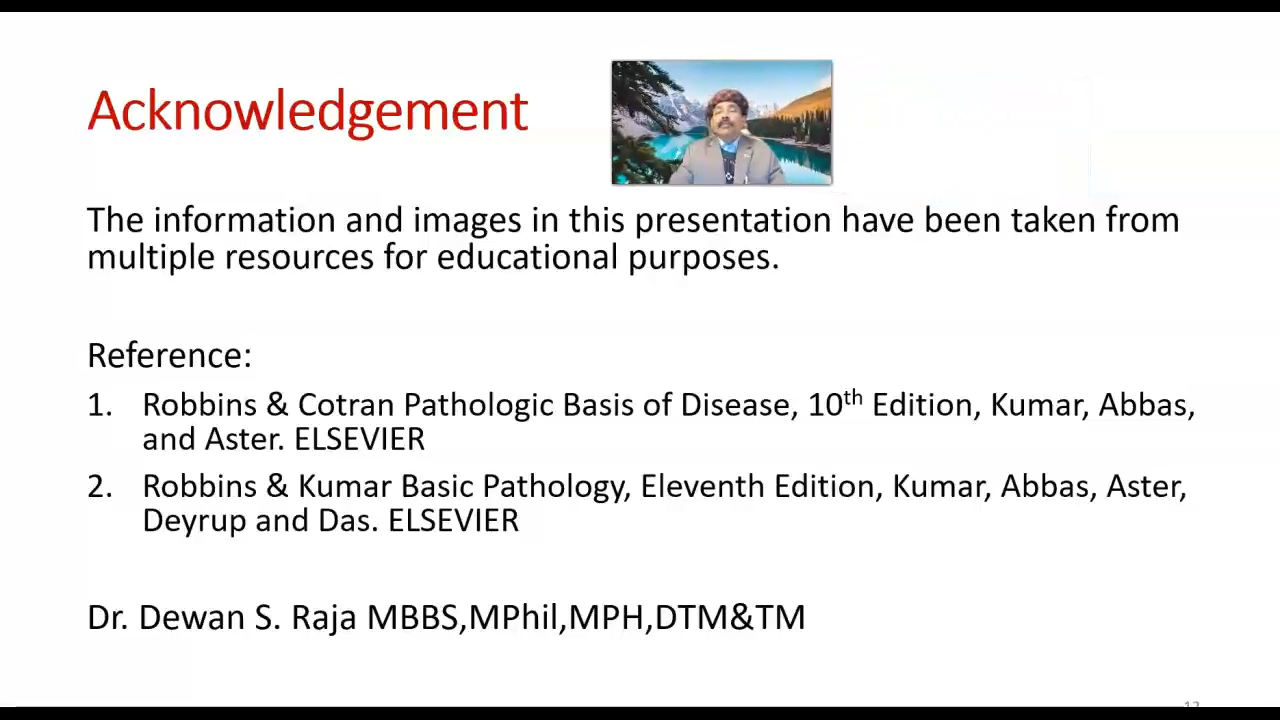 Acknowledgement
The information and images in this presentation have been taken from
multiple resources for educational purposes.
Reference:
1. Robbins & Cotran Pathologic Basis of Disease, 10th Edition, Kumar, Abbas,
and Aster. ELSEVIER
2. Robbins & Kumar Basic Pathology, Eleventh Edition, Kumar, Abbas, Aster,
Deyrup and Das. ELSEVIER
Dr. Dewan S. Raja MBBS,MPhil,MPH,DTM&TM